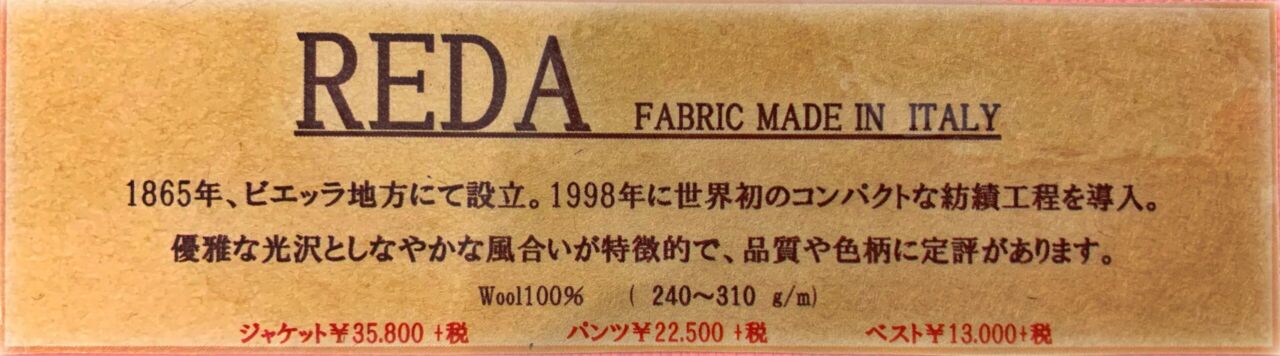 REDA FABRIC MADE IN ITALY
1865年、ビエッラ地方にて設立。1998年に世界初のコンパクトな紡績工程を導入。
優雅な光沢としなやかな風合いが特徴的で、品質や色柄に定評があります。
Wool100% ( 240～310 g/m)
ジャケット¥35.800 +税 パンツ¥22.500 +税 ベスト¥13.000+税